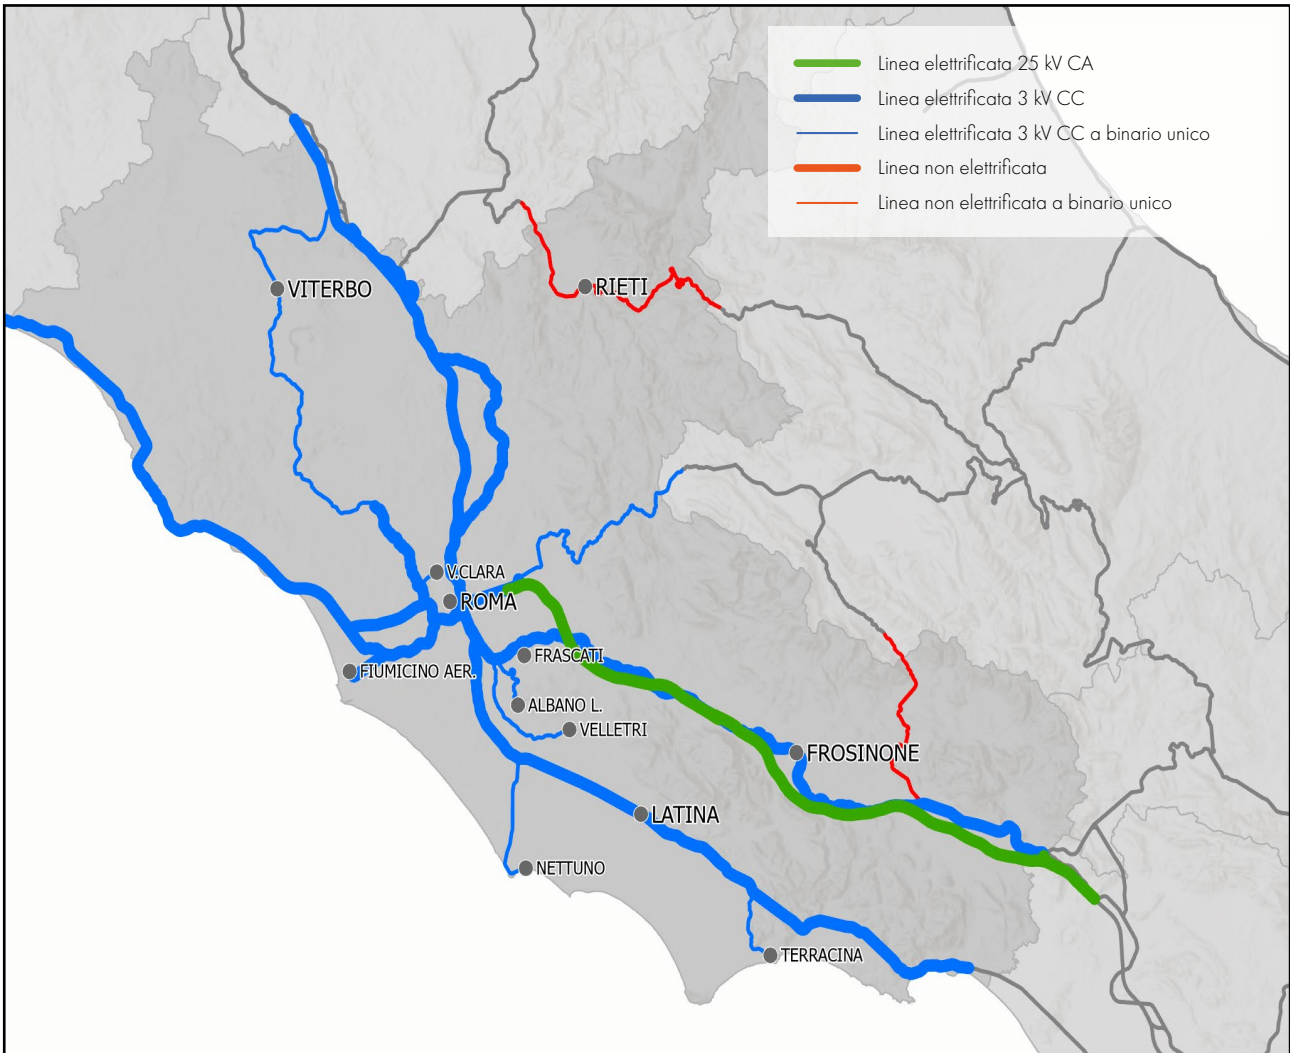 Linea elettrificata 25 kV CA
Linea elettrificata 3 kV CC
Linea elettrificata 3 kV CC a binario unico
Linea non elettrificata
Linea non elettrificata a binario unico
VITERBO
RIETI
V.CLARA
ROMA
FRASCATI
FIUMICINO AER.
ALBANO L.
VELLETRI
FROSINONE
LATINA
NETTUNO
TERRACINA